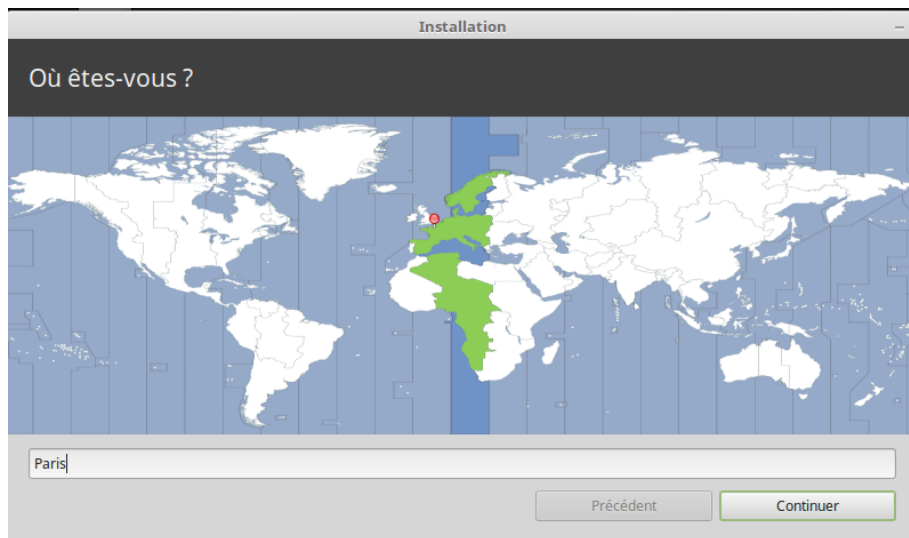 Installation
Où êtes-vous ?
Paris
Précédent
Continuer